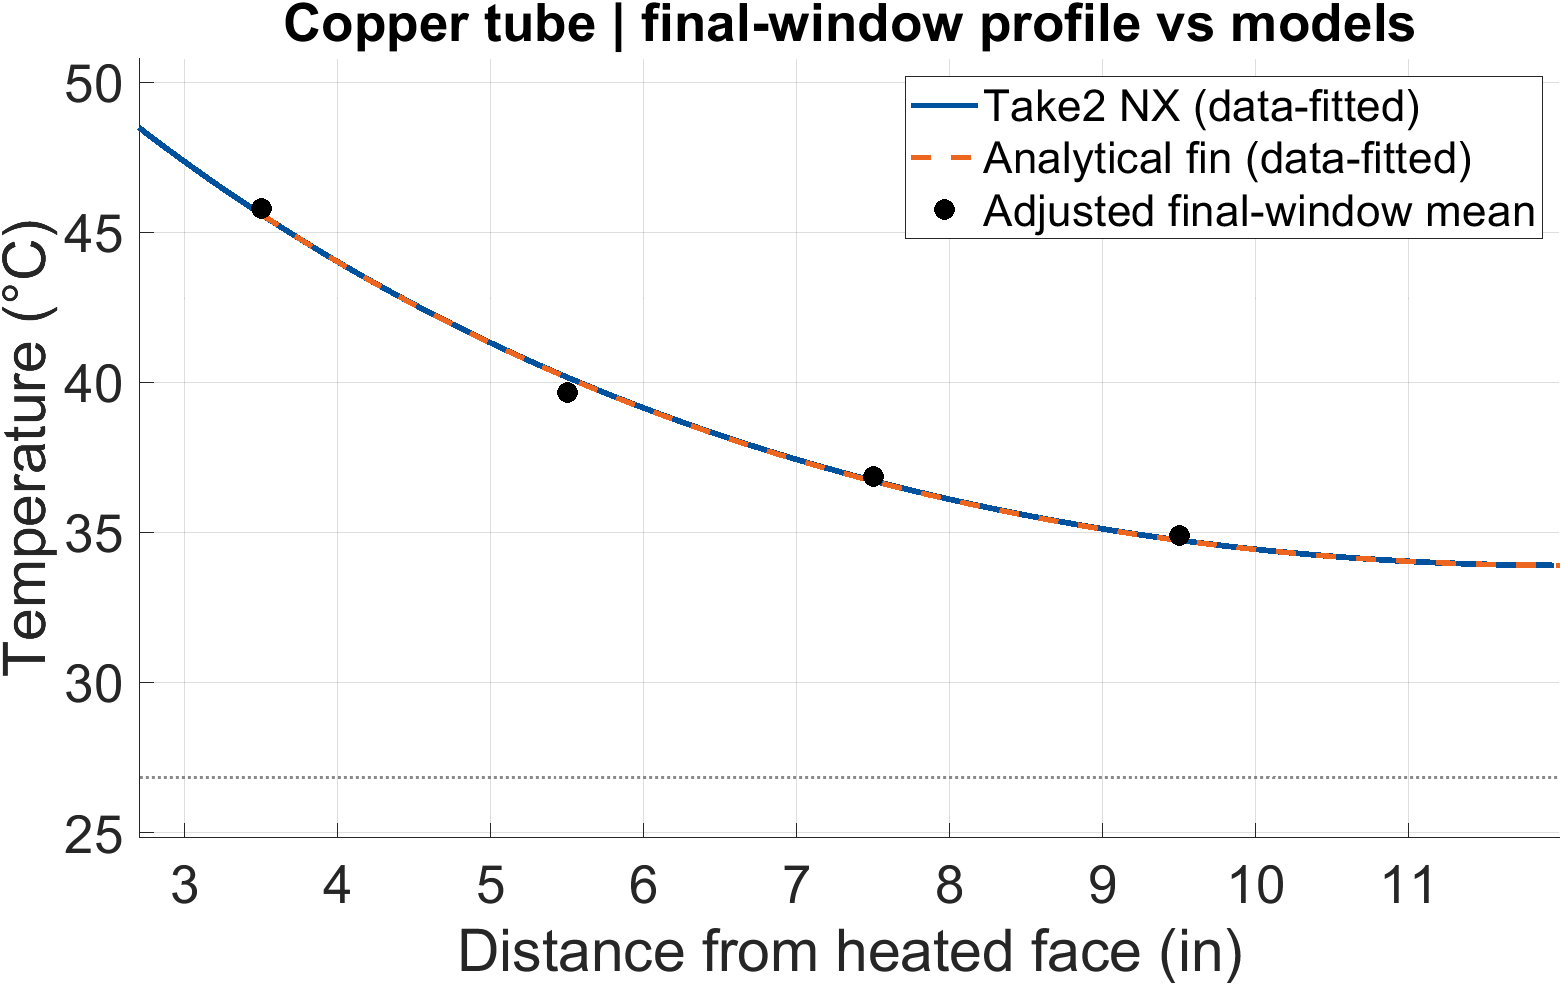 Copper tube | final-window profile vs models
Take2 NX (data-fitted)
Analytical fin (data-fitted)
Adjusted final-window mean
Temperature (°C)
50
45
40
35
30
25
3 4 5 6 7 8 9 10 11
Distance from heated face (in)